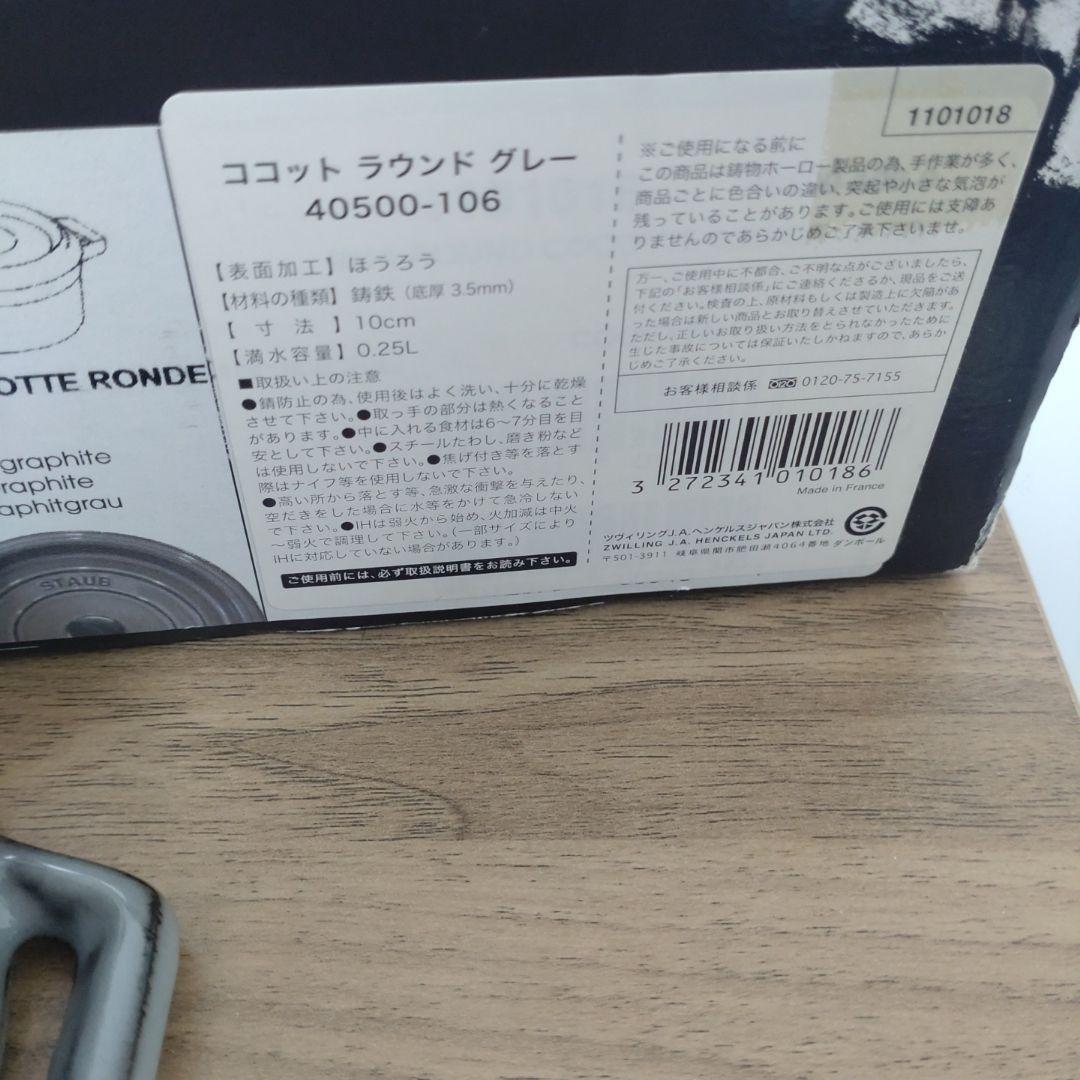 ココット ラウンド グレー
40500-106
【表面加工】ほうろう
【材料の種類】鋳鉄（底厚 3.5mm）
【 寸 法 】10cm
【満水容量】0.25L
■取扱い上の注意
●錆防止の為、使用後はよく洗い、十分に乾燥
させて下さい。●取っ手の部分は熱くなること
があります。●中に入れる食材は6～7分目を目
安として下さい。●スチールたわし、磨き粉など
は使用しないで下さい。●焦げ付き等を落とす
際はナイフ等を使用しないで下さい。
●高い所から落とす等、急激な衝撃を与えたり、
空だきをした場合に水等をかけて急冷しない
で下さい。●IHは弱火から始め、火加減は中火
～弱火で調理して下さい。（一部サイズにより
IHに対応していない場合があります。）
ご使用前には、必ず取扱説明書をお読み下さい。
1101018
※ご使用になる前に
この商品は鋳物ホーロー製品の為、手作業が多く、
商品ごとに色合いの違い、突起や小さな気泡が
残っていることがあります。ご使用には支障あ
りませんのであらかじめご了承下さいませ。
万一、ご使用中に不都合、ご不明な点がございましたら、
下記の「お客様相談係」にご連絡くださるか、現品をご送
付ください。検査の上、原材料もしくは製造上に欠陥があ
った場合は新しい商品とお取り替えさせていただきます。
ただし、正しいお取り扱い方法をとられなかったために
生じた事故については保証いたしかねますので、あらか
じめご了承ください。
お客様相談係 0120-75-7155
3 272341 010186
Made in France
ツヴィリングJ.A.ヘンケルスジャパン株式会社
ZWILLING J.A. HENCKELS JAPAN LTD.
〒501-3911 岐阜県関市肥田瀬4064番地 ダンボール
OTTE RONDE
graphite
raphite
aphitgrau
STAUB